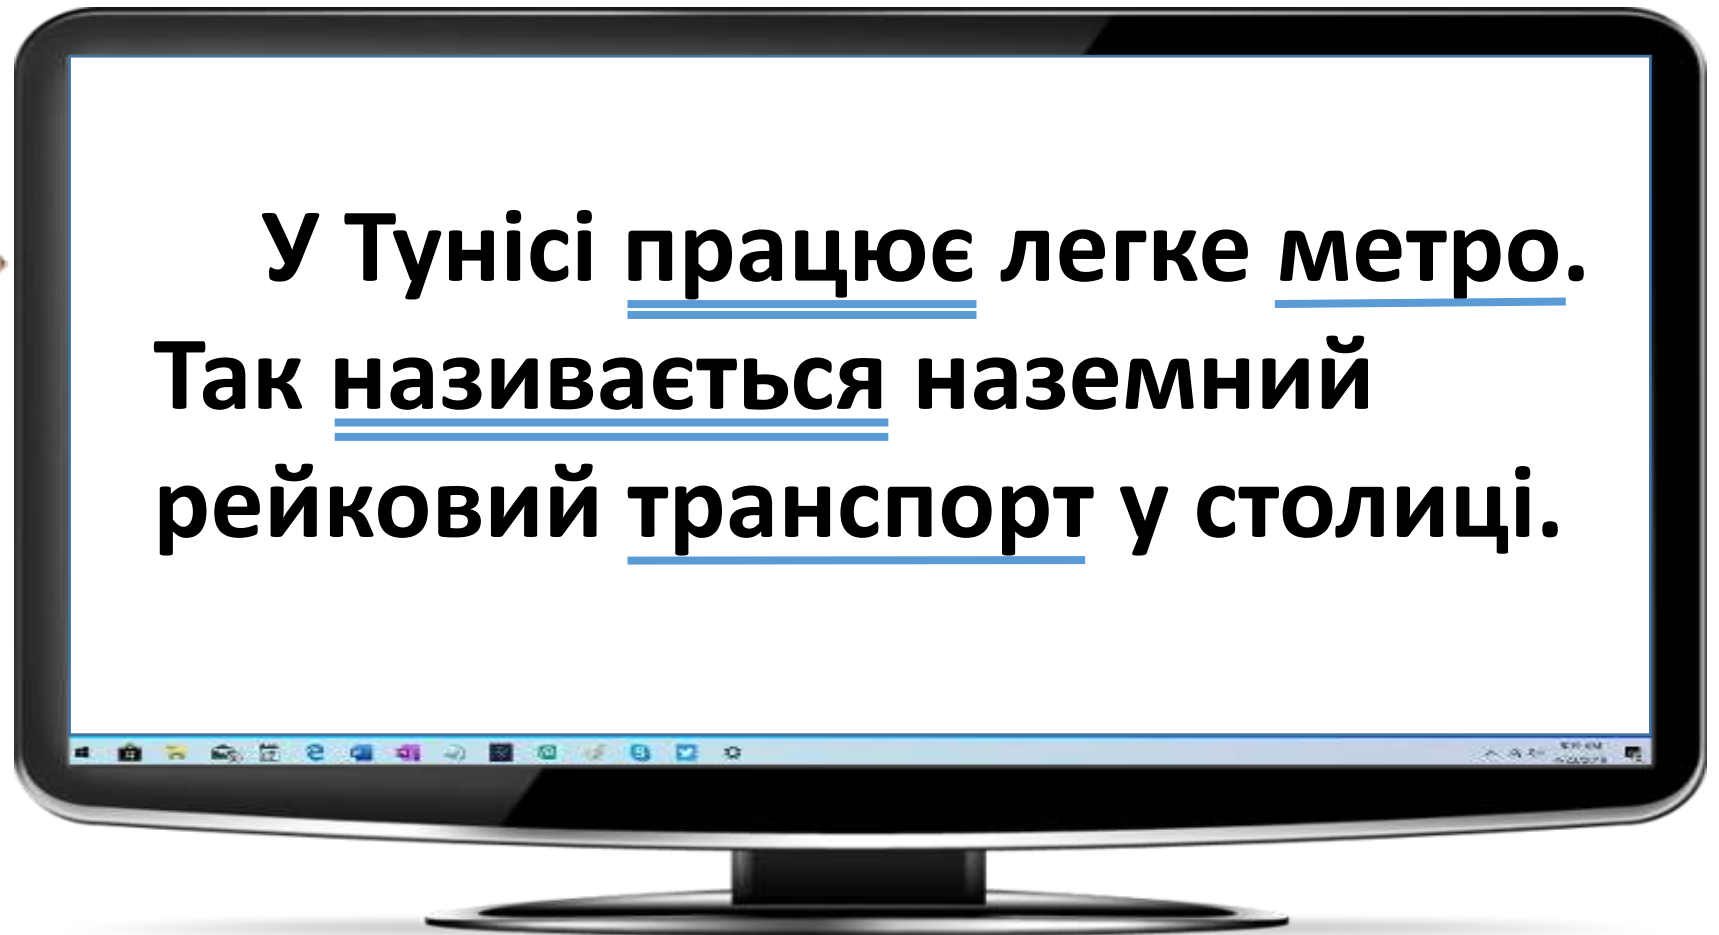 У Тунісі працює легке метро.
Так називається наземний
рейковий транспорт у столиці.